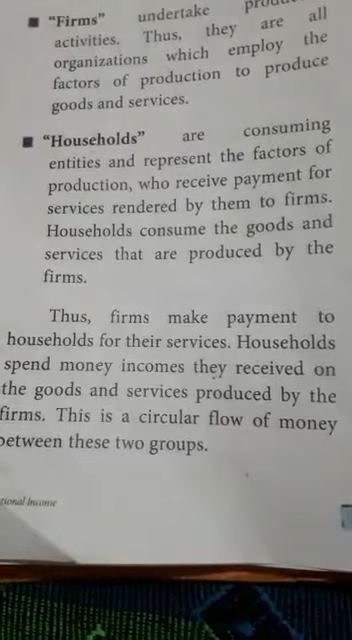 ■ “Firms” undertake
activities. Thus, they are all
organizations which employ the
factors of production to produce
goods and services.
■ “Households” are consuming
entities and represent the factors of
production, who receive payment for
services rendered by them to firms.
Households consume the goods and
services that are produced by the
firms.
Thus, firms make payment to
households for their services. Households
spend money incomes they received on
the goods and services produced by the
firms. This is a circular flow of money
between these two groups.
tional Income